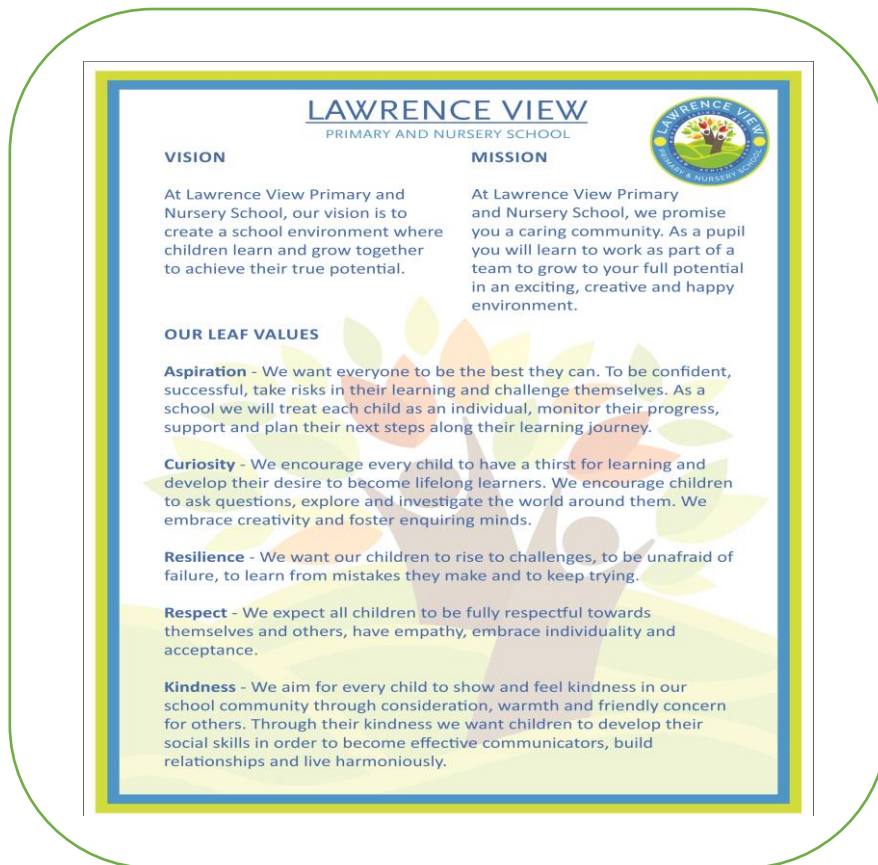 LAWRENCE VIEW
PRIMARY AND NURSERY SCHOOL
LAWRENCE VIEW
PRIMARY & NURSERY SCHOOL
VISION
At Lawrence View Primary and
Nursery School, our vision is to
create a school environment where
children learn and grow together
to achieve their true potential.
MISSION
At Lawrence View Primary
and Nursery School, we promise
you a caring community. As a pupil
you will learn to work as part of a
team to grow to your full potential
in an exciting, creative and happy
environment.
OUR LEAF VALUES
Aspiration - We want everyone to be the best they can. To be confident,
successful, take risks in their learning and challenge themselves. As a
school we will treat each child as an individual, monitor their progress,
support and plan their next steps along their learning journey.
Curiosity - We encourage every child to have a thirst for learning and
develop their desire to become lifelong learners. We encourage children
to ask questions, explore and investigate the world around them. We
embrace creativity and foster enquiring minds.
Resilience - We want our children to rise to challenges, to be unafraid of
failure, to learn from mistakes they make and to keep trying.
Respect - We expect all children to be fully respectful towards
themselves and others, have empathy, embrace individuality and
acceptance.
Kindness - We aim for every child to show and feel kindness in our
school community through consideration, warmth and friendly concern
for others. Through their kindness we want children to develop their
social skills in order to become effective communicators, build
relationships and live harmoniously.